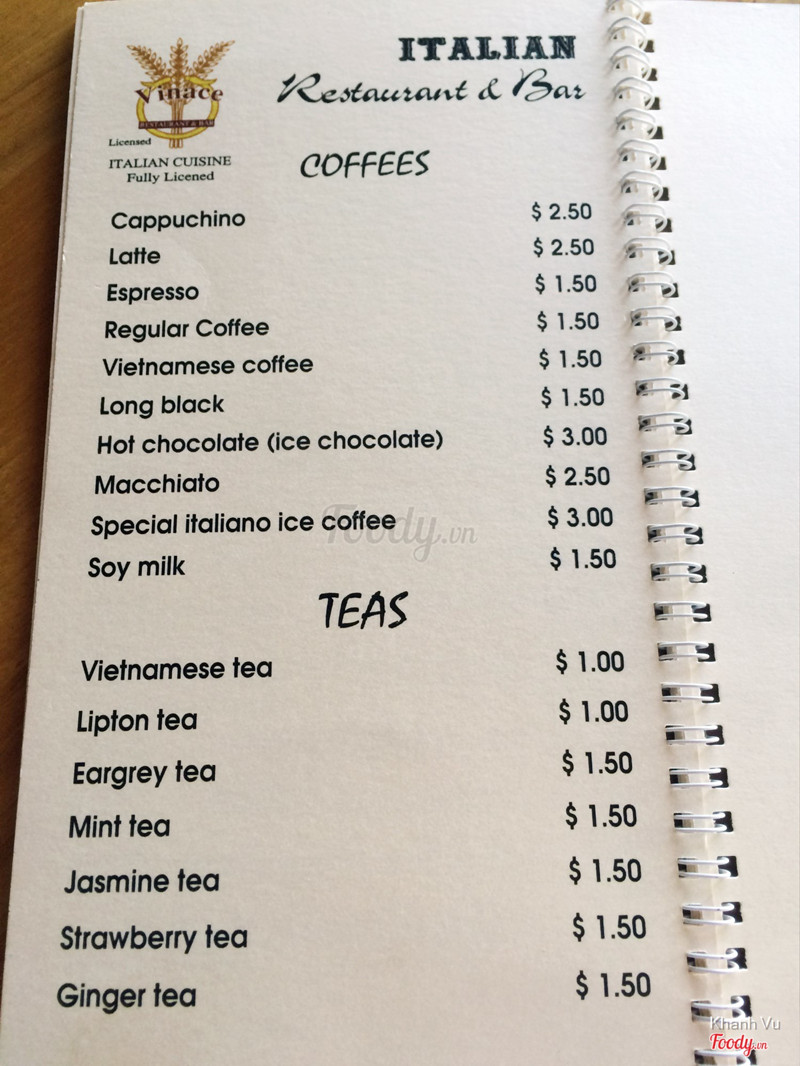 ITALIAN
Restaurant & Bar
Vinace
RESTAURANT & BAR
Licensed
ITALIAN CUISINE
Fully Licened
COFFEES
Cappuchino $ 2.50
Latte $ 2.50
Espresso $ 1.50
Regular Coffee $ 1.50
Vietnamese coffee $ 1.50
Long black $ 1.50
Hot chocolate (ice chocolate) $ 3.00
Macchiato $ 2.50
Special italiano ice coffee $ 3.00
Foody.vn
Soy milk $ 1.50
TEAS
Vietnamese tea $ 1.00
Lipton tea $ 1.00
Eargrey tea $ 1.50
Mint tea $ 1.50
Jasmine tea $ 1.50
Strawberry tea $ 1.50
Ginger tea $ 1.50
Khanh Vu
Foody.vn